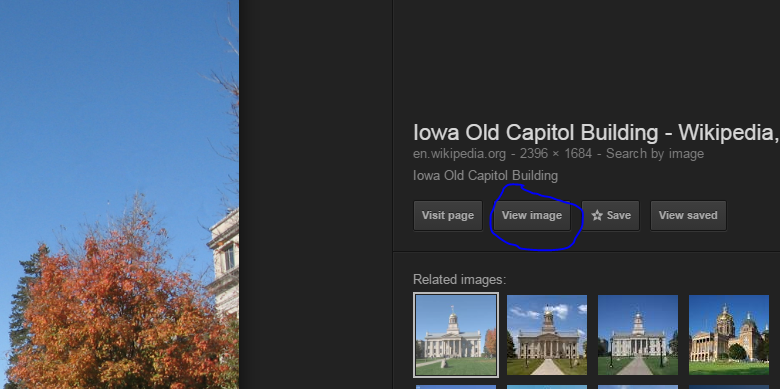 Iowa Old Capitol Building - Wikipedia,
en.wikipedia.org - 2396 × 1684 - Search by image
Iowa Old Capitol Building
Visit page View image Save View saved
Related images: